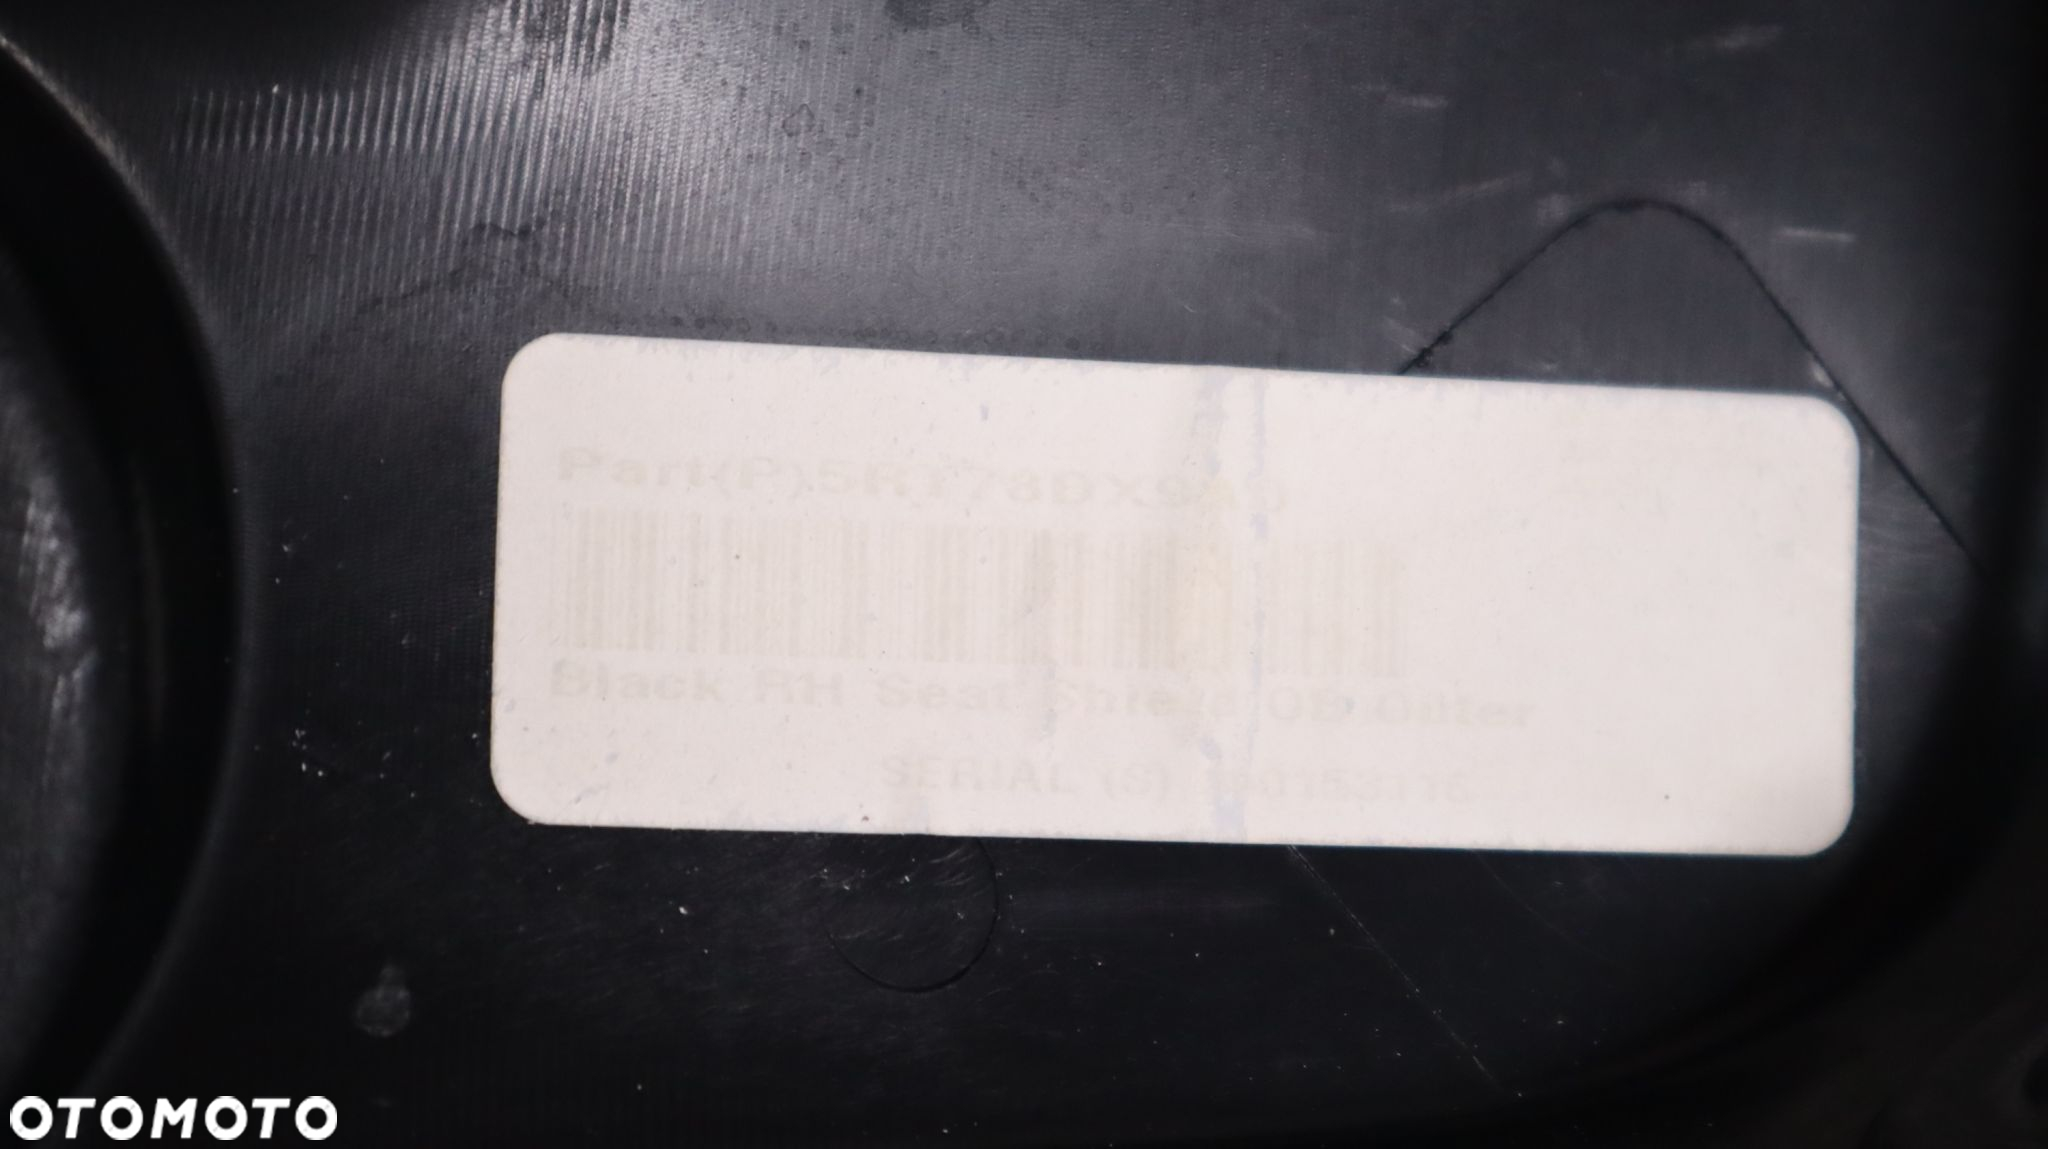 Part(P).5RT78DX9A
Black RH Seat Shield OB Outer
SERIAL (S)
OTOMOTO